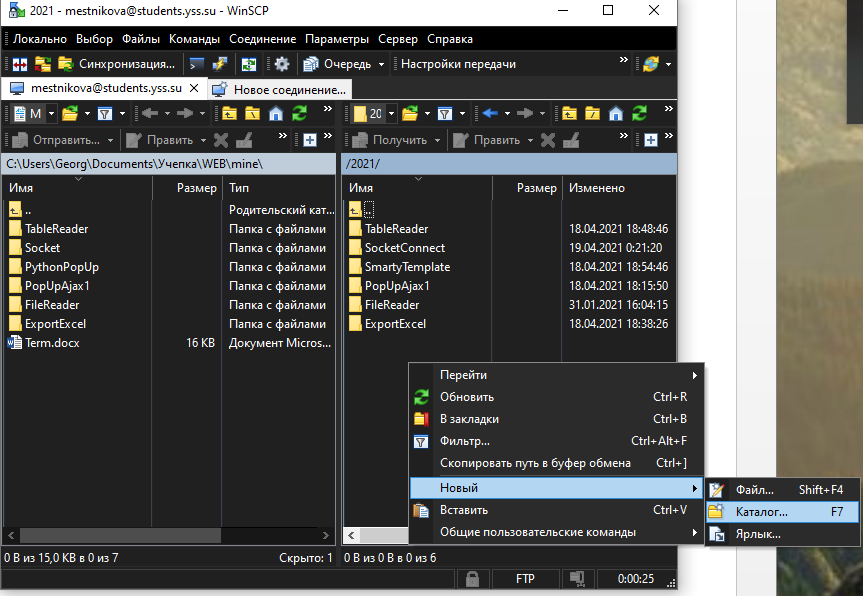 2021 - mestnikova@students.yss.su - WinSCP
Локально Выбор Файлы Команды Соединение Параметры Сервер Справка
Синхронизация... Очередь Настройки передачи
mestnikova@students.yss.su Новое соединение...
M 20
Отправить... Править Получить Править
C:\Users\Georg\Documents\Учепка\WEB\mine\ /2021/
Имя Размер Тип Имя Размер Изменено
.. Родительский кат... ..
TableReader Папка с файлами TableReader 18.04.2021 18:48:46
Socket Папка с файлами SocketConnect 19.04.2021 0:21:20
PythonPopUp Папка с файлами SmartyTemplate 18.04.2021 18:54:46
PopUpAjax1 Папка с файлами PopUpAjax1 18.04.2021 18:15:50
FileReader Папка с файлами FileReader 31.01.2021 16:04:15
ExportExcel Папка с файлами ExportExcel 18.04.2021 18:38:26
Term.docx 16 KB Документ Micros...
Перейти
Обновить Ctrl+R
В закладки Ctrl+B
Фильтр... Ctrl+Alt+F
Скопировать путь в буфер обмена Ctrl+]
Новый
Вставить Ctrl+V
Общие пользовательские команды
Файл... Shift+F4
Каталог... F7
Ярлык...
0 B из 15,0 KB в 0 из 7 Скрыто: 1 0 B из 0 B в 0 из 6
FTP 0:00:25